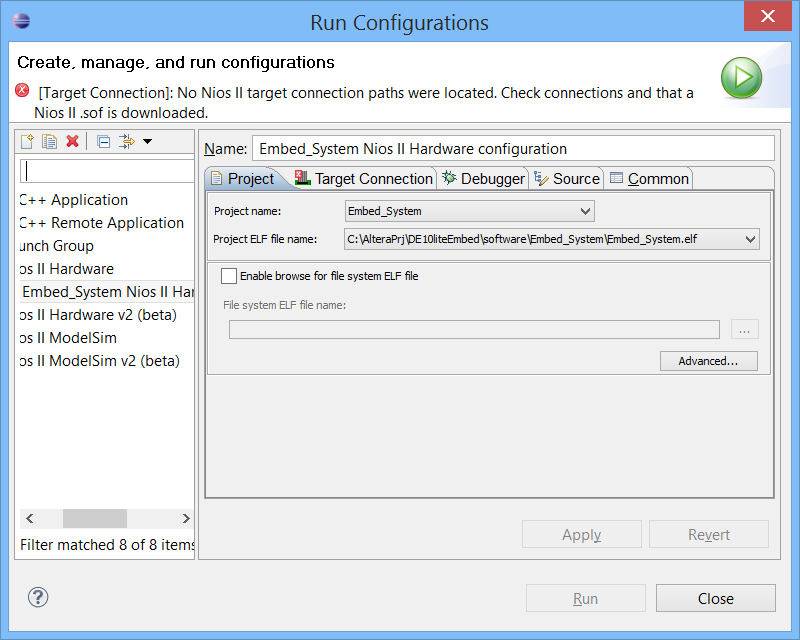 Run Configurations
Create, manage, and run configurations
[Target Connection]: No Nios II target connection paths were located. Check connections and that a
Nios II .sof is downloaded.
Name: Embed_System Nios II Hardware configuration
Project Target Connection Debugger Source Common
C++ Application
C++ Remote Application
unch Group
os II Hardware
Embed_System Nios II Har
os II Hardware v2 (beta)
os II ModelSim
os II ModelSim v2 (beta)
Filter matched 8 of 8 items
Project name: Embed_System
Project ELF file name: C:\AlteraPrj\DE10liteEmbed\software\Embed_System\Embed_System.elf
Enable browse for file system ELF file
File system ELF file name:
...
Advanced...
Apply Revert
Run Close